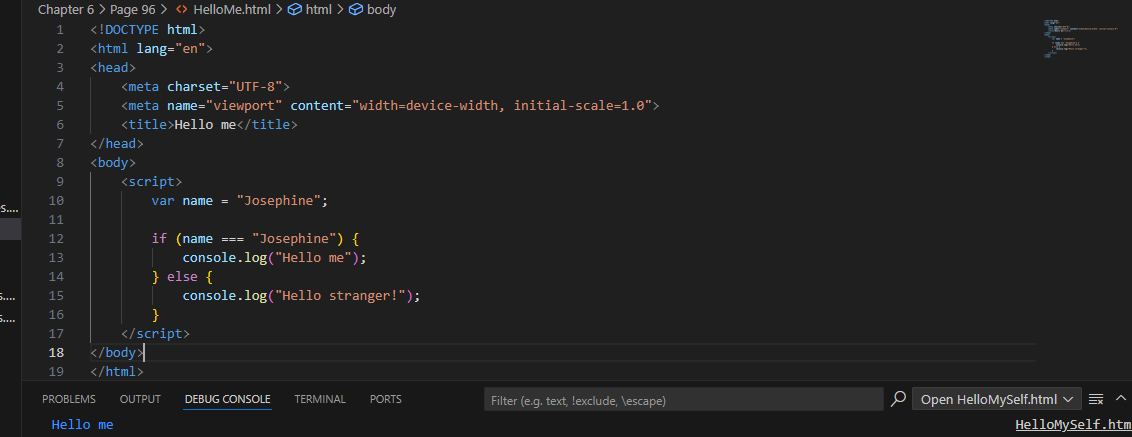 Chapter 6 > Page 96 > <> HelloMe.html > html > body
1 <!DOCTYPE html>
2 <html lang="en">
3 <head>
4 <meta charset="UTF-8">
5 <meta name="viewport" content="width=device-width, initial-scale=1.0">
6 <title>Hello me</title>
7 </head>
8 <body>
9 <script>
10 var name = "Josephine";
11
12 if (name === "Josephine") {
13 console.log("Hello me");
14 } else {
15 console.log("Hello stranger!");
16 }
17 </script>
18 </body>
19 </html>
es....
s....
s....
PROBLEMS OUTPUT DEBUG CONSOLE TERMINAL PORTS Filter (e.g. text, !exclude, \escape) Open HelloMySelf.html
Hello me HelloMySelf.htm